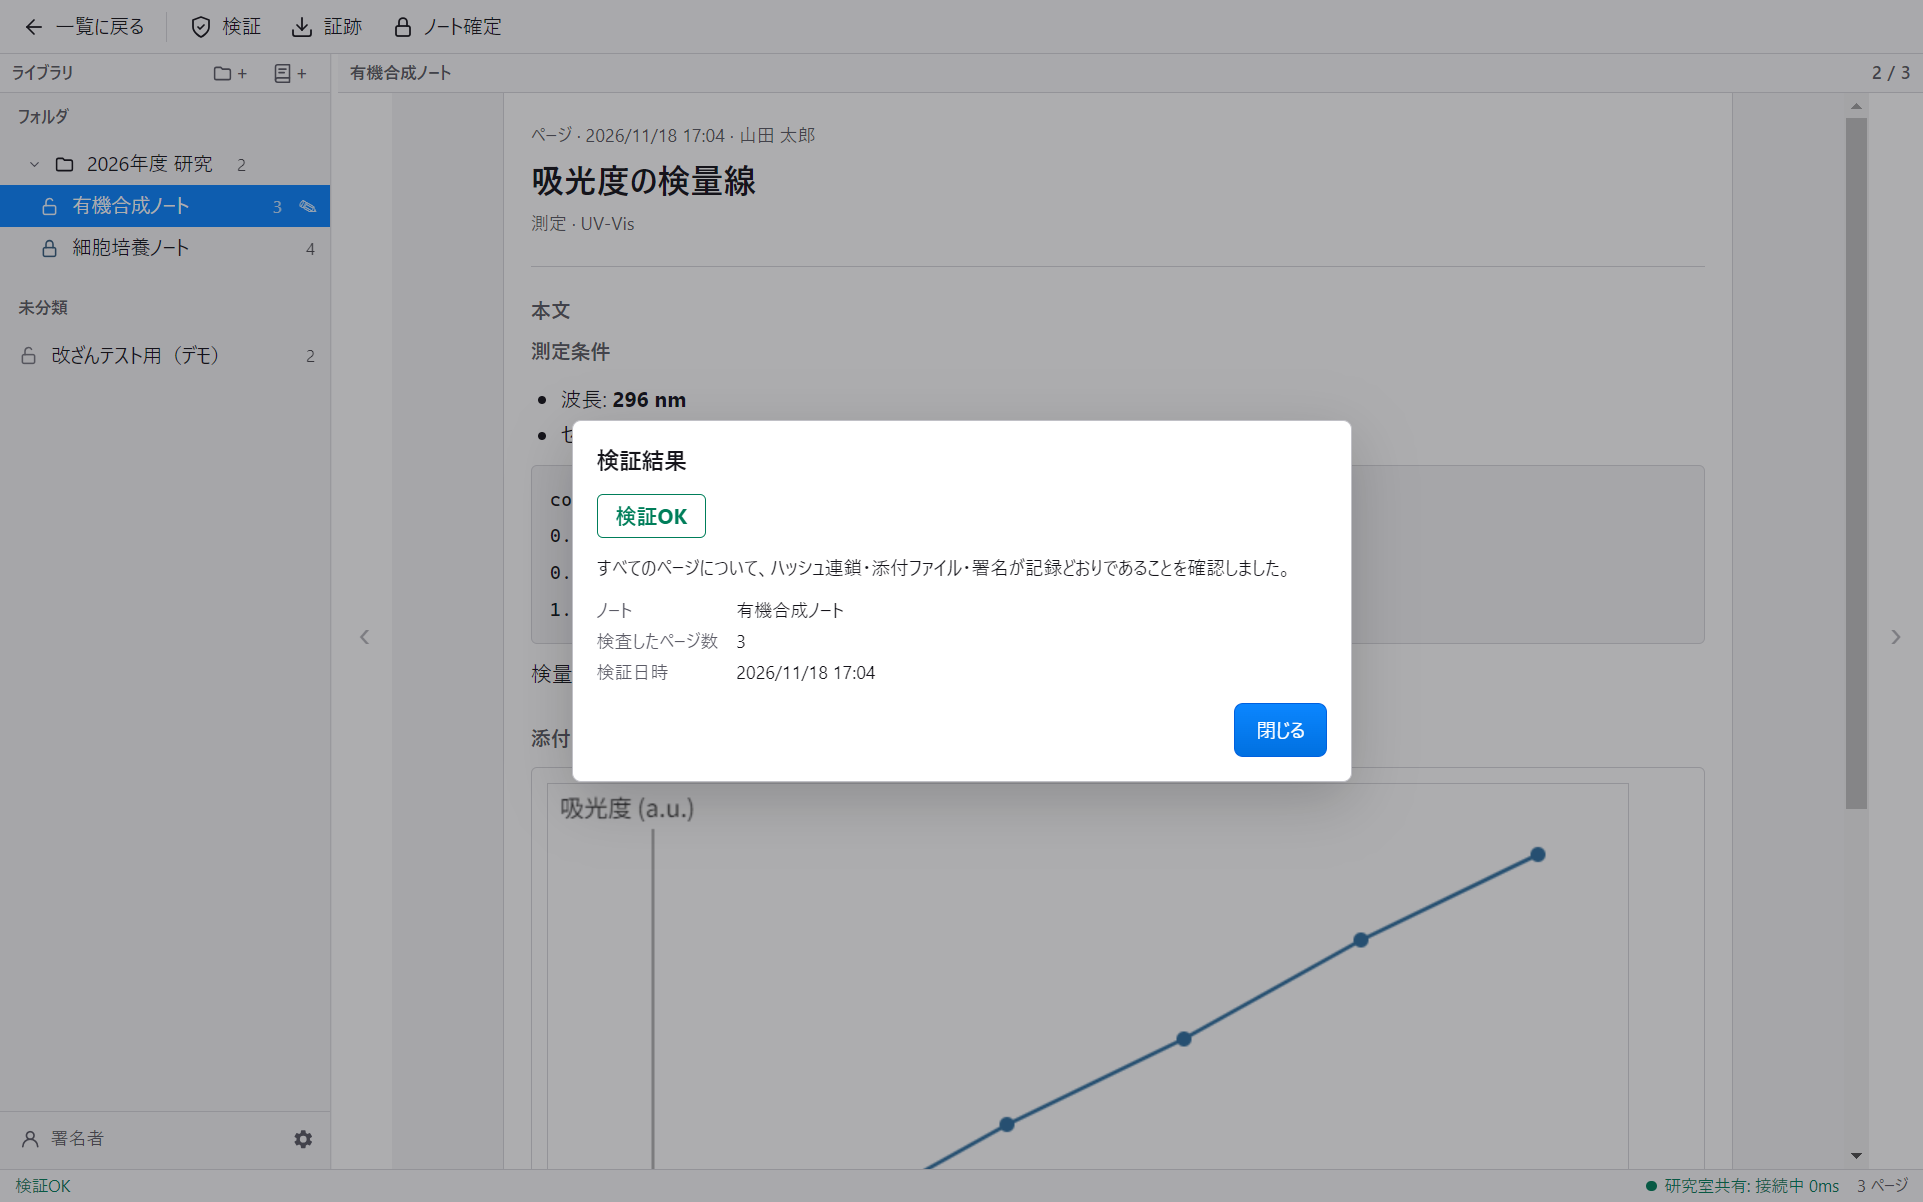 一覧に戻る 検証 証跡 ノート確定
ライブラリ + +
有機合成ノート 2 / 3
フォルダ
2026年度 研究 2
有機合成ノート 3
細胞培養ノート 4
未分類
改ざんテスト用（デモ） 2
署名者
ページ · 2026/11/18 17:04 · 山田 太郎
吸光度の検量線
測定 · UV-Vis
本文
測定条件
波長: 296 nm
co
0.
0.
1.
検量
添付
吸光度 (a.u.)
検証結果
検証OK
すべてのページについて、ハッシュ連鎖・添付ファイル・署名が記録どおりであることを確認しました。
ノート 有機合成ノート
検査したページ数 3
検証日時 2026/11/18 17:04
閉じる
検証OK
研究室共有: 接続中 0ms 3 ページ